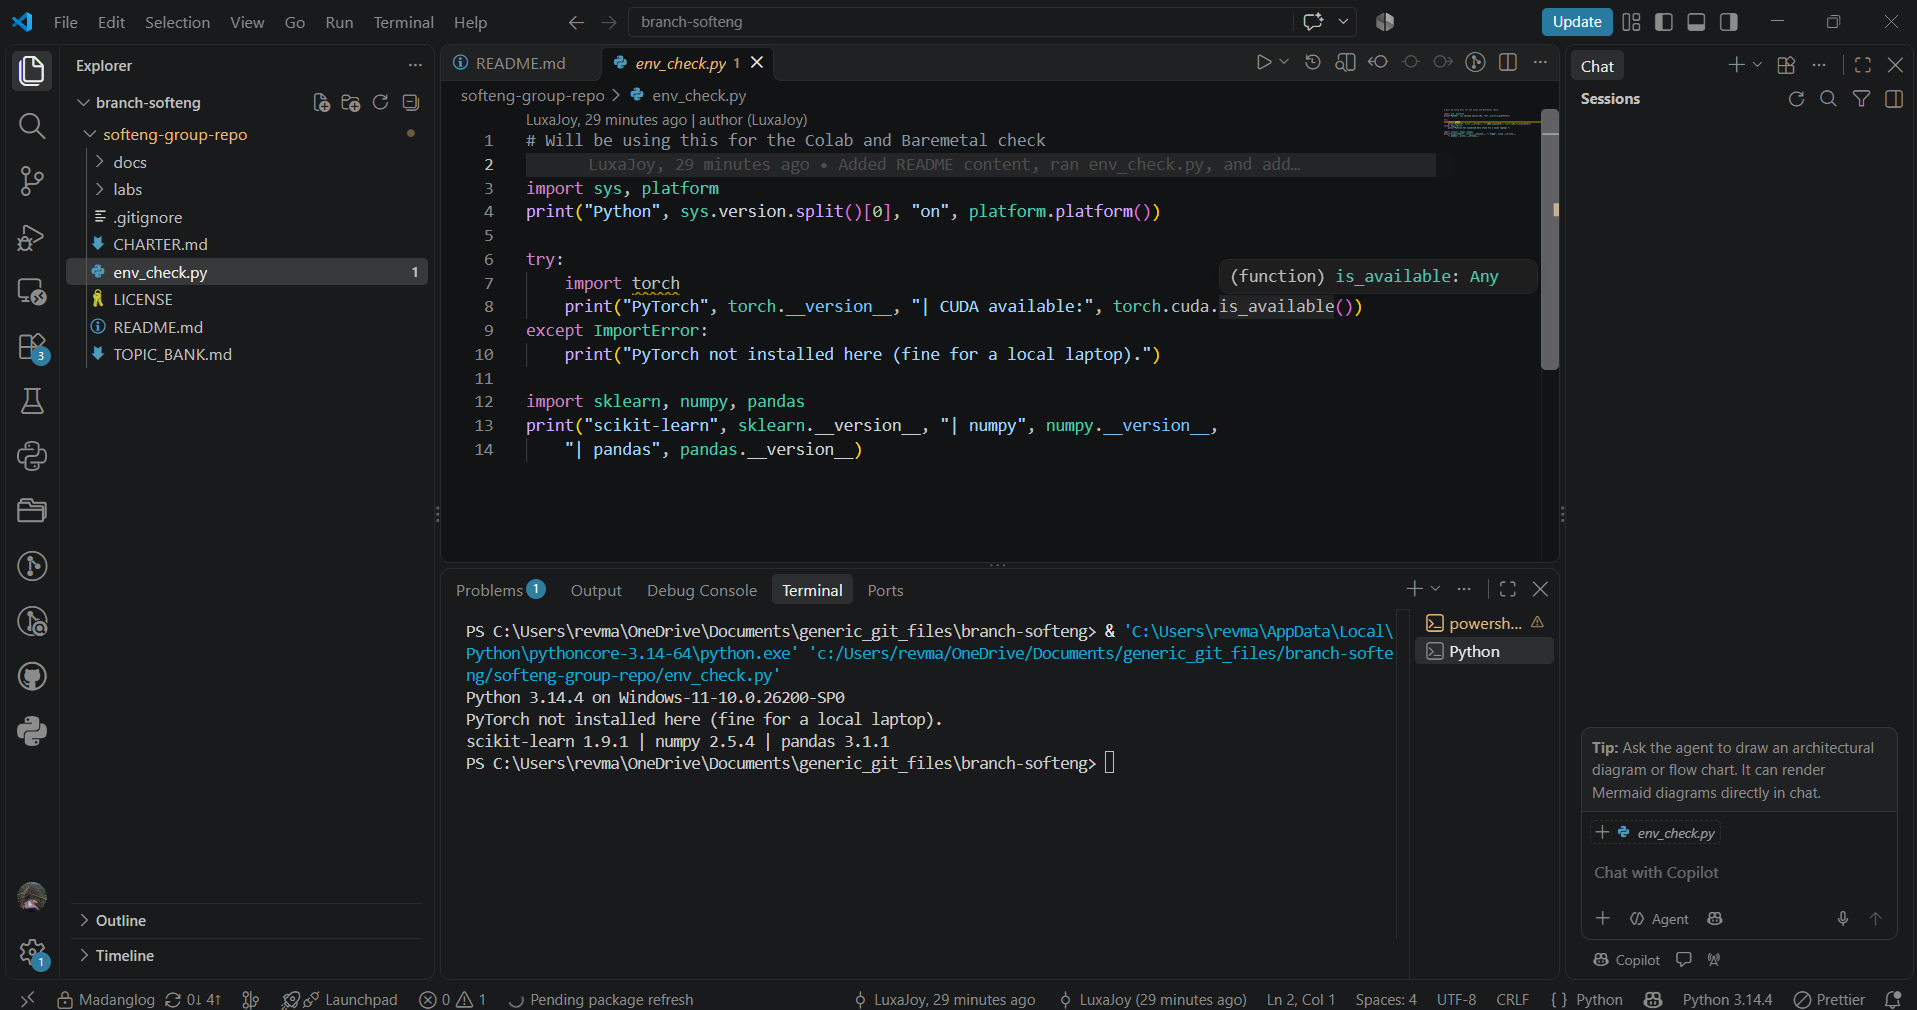 File Edit Selection View Go Run Terminal Help
branch-softeng
Update
Explorer
branch-softeng
softeng-group-repo
docs
labs
.gitignore
CHARTER.md
env_check.py 1
LICENSE
README.md
TOPIC_BANK.md
Outline
Timeline
3
1
README.md
env_check.py 1
softeng-group-repo > env_check.py
LuxaJoy, 29 minutes ago | author (LuxaJoy)
1 # Will be using this for the Colab and Baremetal check
2 LuxaJoy, 29 minutes ago • Added README content, ran env_check.py, and add…
3 import sys, platform
4 print("Python", sys.version.split()[0], "on", platform.platform())
5
6 try:
7 import torch
8 print("PyTorch", torch.__version__, "| CUDA available:", torch.cuda.is_available())
9 except ImportError:
10 print("PyTorch not installed here (fine for a local laptop).")
11
12 import sklearn, numpy, pandas
13 print("scikit-learn", sklearn.__version__, "| numpy", numpy.__version__,
14 "| pandas", pandas.__version__)
(function) is_available: Any
Problems 1 Output Debug Console Terminal Ports
PS C:\Users\revma\OneDrive\Documents\generic_git_files\branch-softeng> & 'C:\Users\revma\AppData\Local\
Python\pythoncore-3.14-64\python.exe' 'c:/Users/revma/OneDrive/Documents/generic_git_files/branch-softe
ng/softeng-group-repo/env_check.py'
Python 3.14.4 on Windows-11-10.0.26200-SP0
PyTorch not installed here (fine for a local laptop).
scikit-learn 1.9.1 | numpy 2.5.4 | pandas 3.1.1
PS C:\Users\revma\OneDrive\Documents\generic_git_files\branch-softeng>
powersh...
Python
Chat
Sessions
Tip: Ask the agent to draw an architectural
diagram or flow chart. It can render
Mermaid diagrams directly in chat.
env_check.py
Chat with Copilot
Agent
Copilot
Madanglog 0↓ 4↑ Launchpad 0 1 Pending package refresh LuxaJoy, 29 minutes ago LuxaJoy (29 minutes ago) Ln 2, Col 1 Spaces: 4 UTF-8 CRLF {} Python Python 3.14.4 Prettier